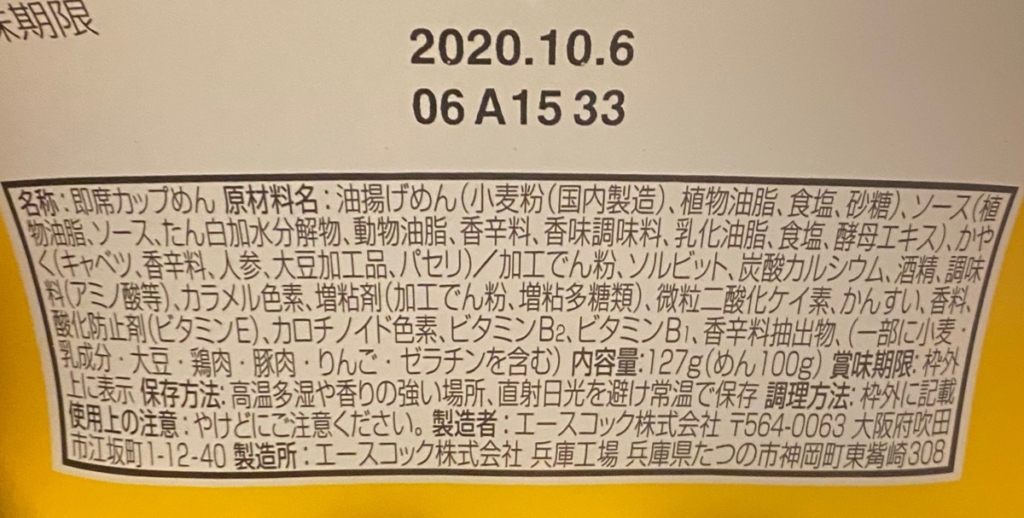 味期限
2020.10.6
06 A15 33
名称:即席カップめん 原材料名:油揚げめん(小麦粉(国内製造)、植物油脂、食塩、砂糖)、ソース(植
物油脂、ソース、たん白加水分解物、動物油脂、香辛料、香味調味料、乳化油脂、食塩、酵母エキス)、かや
く(キャベツ、香辛料、人参、大豆加工品、パセリ)/加工でん粉、ソルビット、炭酸カルシウム、酒精、調味
料(アミノ酸等)、カラメル色素、増粘剤(加工でん粉、増粘多糖類)、微粒二酸化ケイ素、かんすい、香料、
酸化防止剤(ビタミンE)、カロチノイド色素、ビタミンB2、ビタミンB1、香辛料抽出物、(一部に小麦・
乳成分・大豆・鶏肉・豚肉・りんご・ゼラチンを含む) 内容量:127g(めん100g) 賞味期限:枠外
上に表示 保存方法:高温多湿や香りの強い場所、直射日光を避け常温で保存 調理方法:枠外に記載
使用上の注意:やけどにご注意ください。製造者:エースコック株式会社 〒564-0063 大阪府吹田
市江坂町1-12-40 製造所:エースコック株式会社 兵庫工場 兵庫県たつの市神岡町東觜崎308